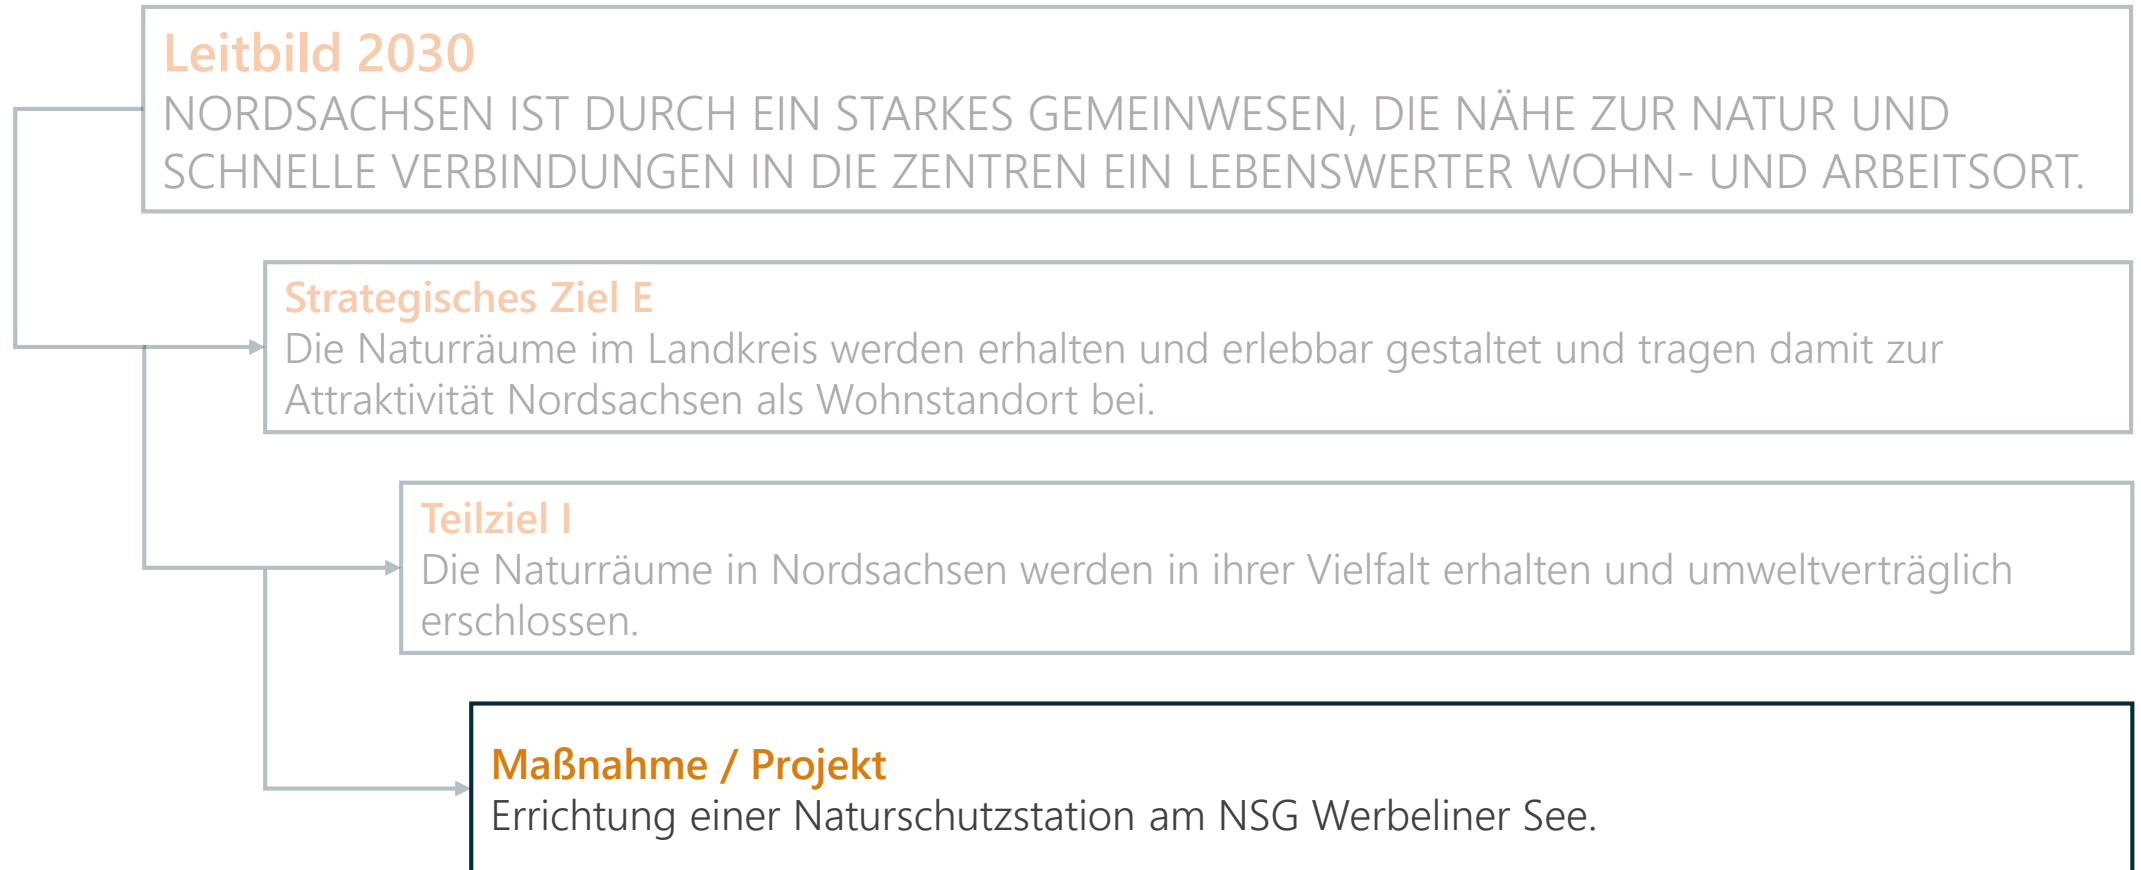 Leitbild 2030
NORDSACHSEN IST DURCH EIN STARKES GEMEINWESEN, DIE NÄHE ZUR NATUR UND
SCHNELLE VERBINDUNGEN IN DIE ZENTREN EIN LEBENSWERTER WOHN- UND ARBEITSORT.
Strategisches Ziel E
Die Naturräume im Landkreis werden erhalten und erlebbar gestaltet und tragen damit zur
Attraktivität Nordsachsen als Wohnstandort bei.
Teilziel I
Die Naturräume in Nordsachsen werden in ihrer Vielfalt erhalten und umweltverträglich
erschlossen.
Maßnahme / Projekt
Errichtung einer Naturschutzstation am NSG Werbeliner See.